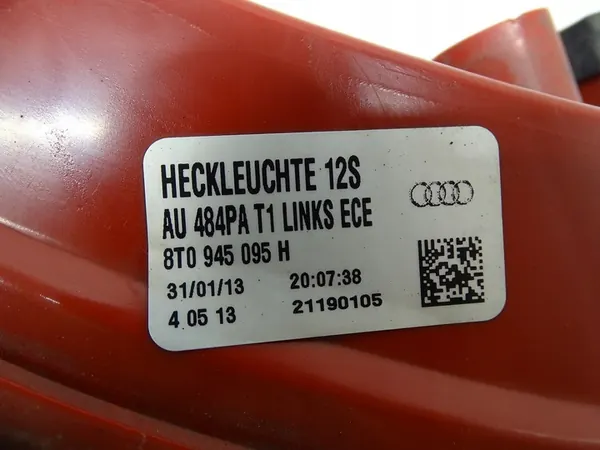 HECKLEUCHTE 12S
AU 484PA T1 LINKS ECE
8T0 945 095 H
31/01/13 20:07:38
4 05 13 21190105